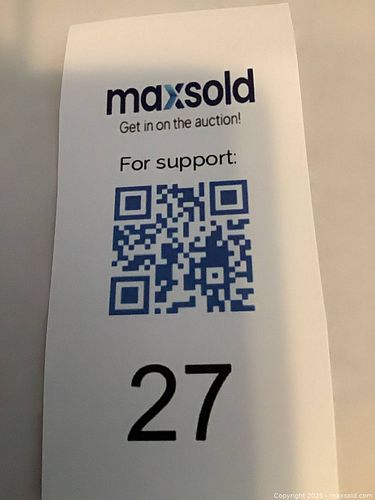 maxsold
Get in on the auction!
For support:
27
Copyright 2025 - maxsold.com